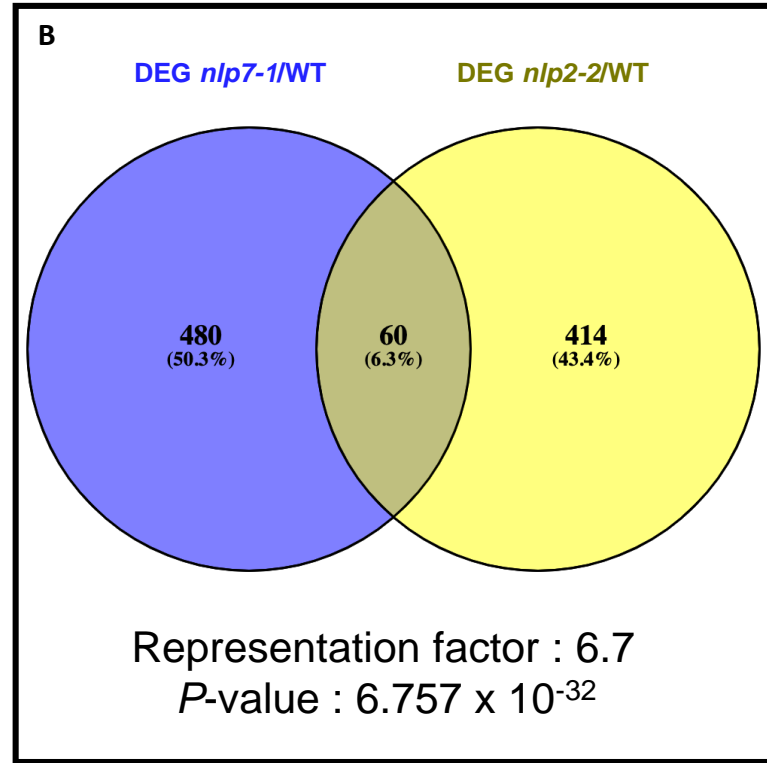 B
DEG nlp7-1/WT DEG nlp2-2/WT
480 60 414
(50.3%) (6.3%) (43.4%)
Representation factor : 6.7
P-value : 6.757 x 10⁻³²